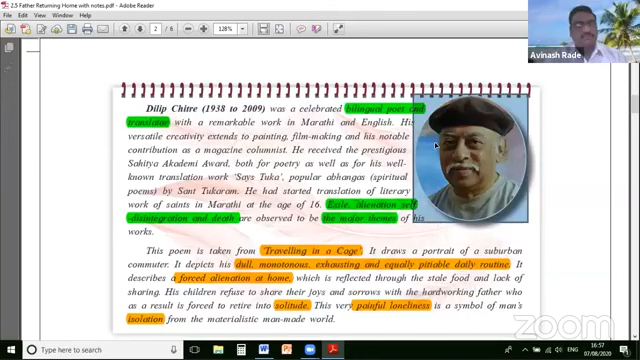 2.5 Father Returning Home with notes.pdf - Adobe Reader
File Edit View Window Help
2 / 6
128%
Avinash Rade
Dilip Chitre (1938 to 2009) was a celebrated bilingual poet and
translator with a remarkable work in Marathi and English. His
versatile creativity extends to painting, film-making and his notable
contribution as a magazine columnist. He received the prestigious
Sahitya Akademi Award, both for poetry as well as for his well-
known translation work 'Says Tuka', popular abhangas (spiritual
poems) by Sant Tukaram. He had started translation of literary
work of saints in Marathi at the age of 16. Exile, alienation self
-disintegration and death are observed to be the major themes of his
works.
This poem is taken from 'Travelling in a Cage'. It draws a portrait of a suburban
commuter. It depicts his dull, monotonous, exhausting and equally pitiable daily routine. It
describes a forced alienation at home, which is reflected through the stale food and lack of
sharing. His children refuse to share their joys and sorrows with the hardworking father who
as a result is forced to retire into solitude. This very painful loneliness is a symbol of man's
isolation from the materialistic man-made world.
zoom
Type here to search
16:57
07/08/2020